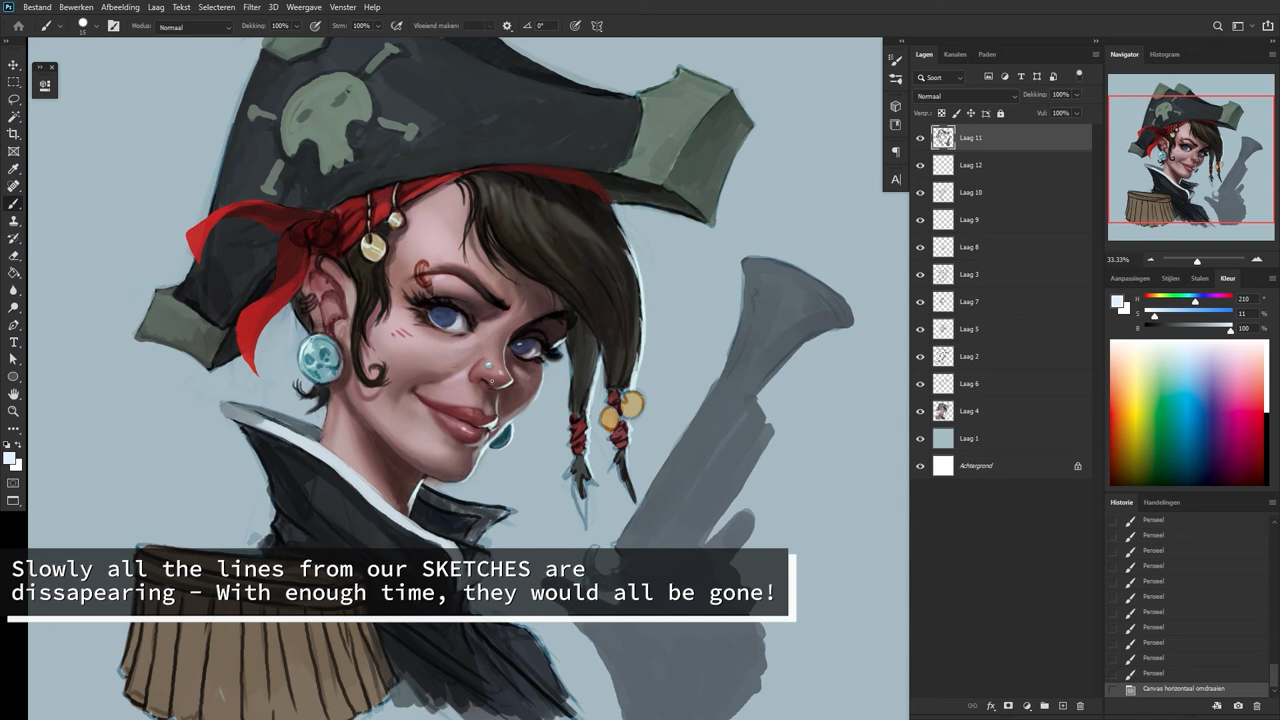 Ps Bestand Bewerken Afbeelding Laag Tekst Selecteren Filter 3D Weergave Venster Help
15 Modus: Normaal Dekking: 100% Strm: 100% Vloeiend maken: 0°
Lagen Kanalen Paden
Soort
Normaal Dekking: 100%
Vergr.: Vul: 100%
Laag 11
Laag 12
Laag 10
Laag 9
Laag 8
Laag 3
Laag 7
Laag 5
Laag 2
Laag 6
Laag 4
Laag 1
Achtergrond
Navigator Histogram
33.33%
Aanpassingen Stijlen Stalen Kleur
H 210 °
S 11 %
B 100 %
Historie Handelingen
Penseel
Penseel
Penseel
Penseel
Penseel
Penseel
Penseel
Penseel
Penseel
Penseel
Penseel
Canvas horizontaal omdraaien
Slowly all the lines from our SKETCHES are
dissapearing - With enough time, they would all be gone!